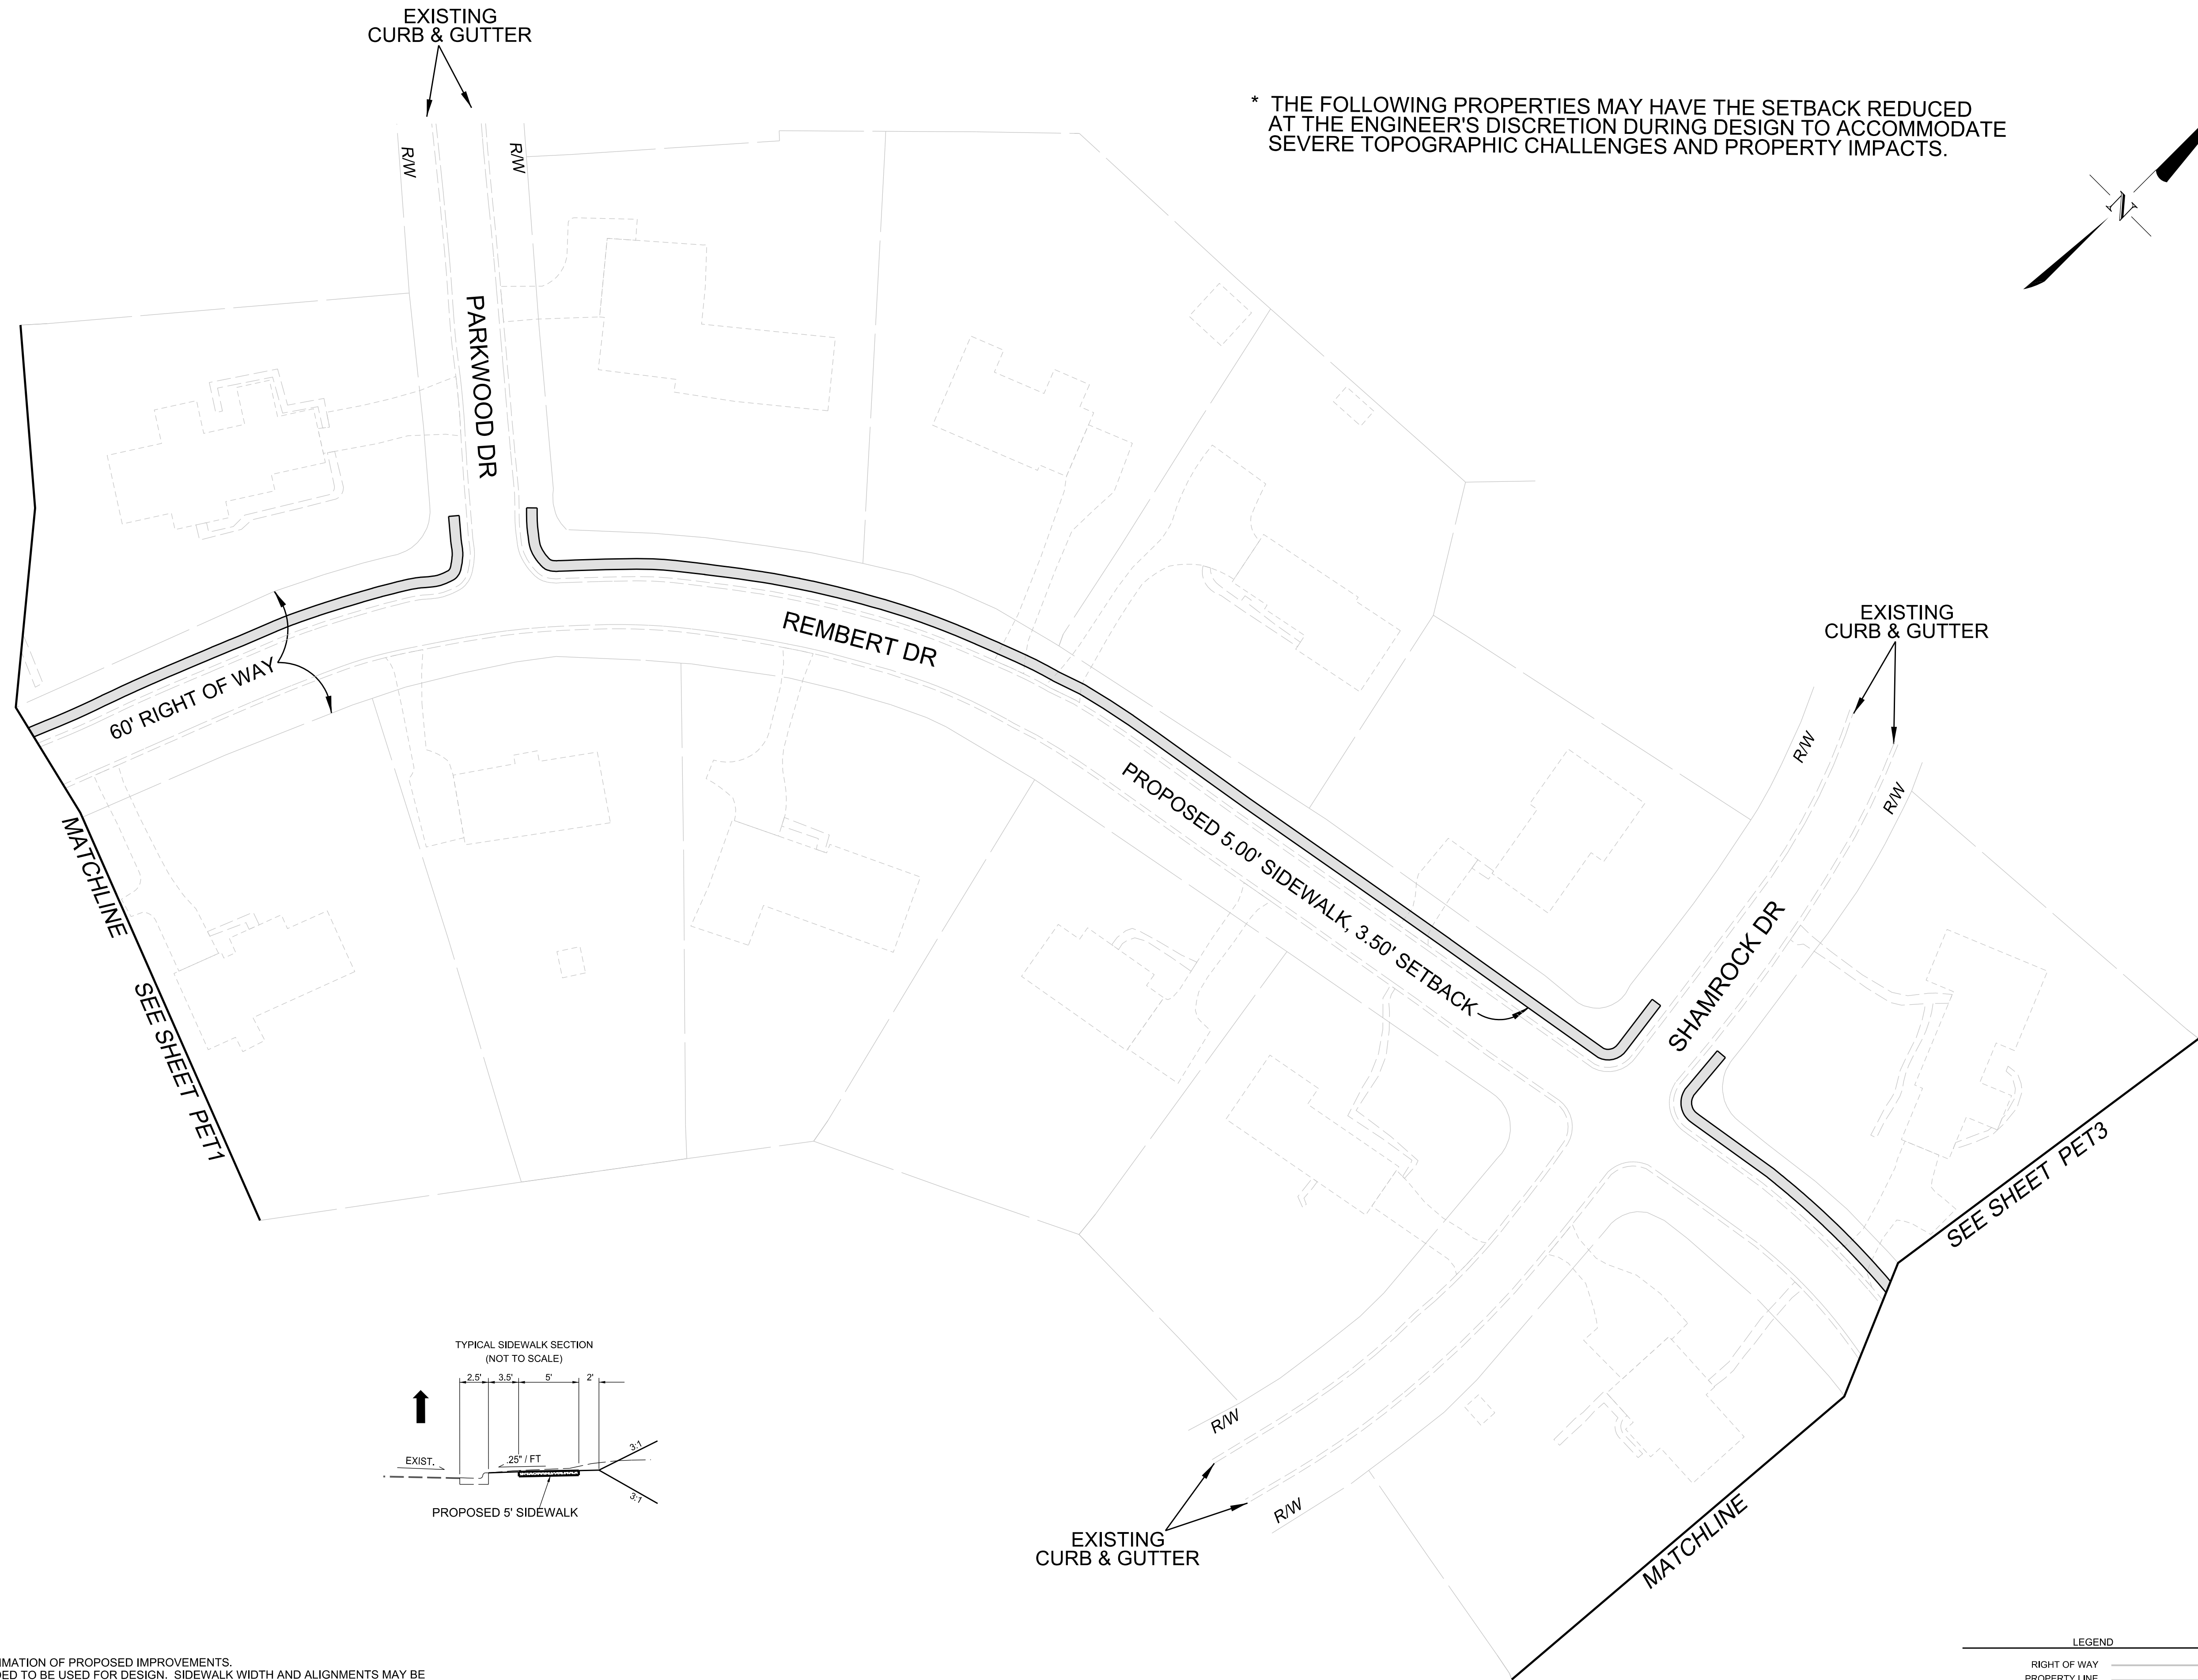 EXISTING
CURB & GUTTER
* THE FOLLOWING PROPERTIES MAY HAVE THE SETBACK REDUCED
AT THE ENGINEER'S DISCRETION DURING DESIGN TO ACCOMMODATE
SEVERE TOPOGRAPHIC CHALLENGES AND PROPERTY IMPACTS.
R/W
R/W
N
PARKWOOD DR
REMBERT DR
60' RIGHT OF WAY
EXISTING
CURB & GUTTER
R/W
R/W
PROPOSED 5.00' SIDEWALK, 3.50' SETBACK
SHAMROCK DR
MATCHLINE SEE SHEET PET1
SEE SHEET PET3
MATCHLINE
R/W
R/W
EXISTING
CURB & GUTTER
TYPICAL SIDEWALK SECTION
(NOT TO SCALE)
2.5' 3.5' 5' 2'
EXIST.
.25" / FT
3:1
3:1
PROPOSED 5' SIDEWALK
OF PROPOSED IMPROVEMENTS.
TO BE USED FOR DESIGN. SIDEWALK WIDTH AND ALIGNMENTS MAY BE
LEGEND
RIGHT OF WAY
PROPERTY LINE